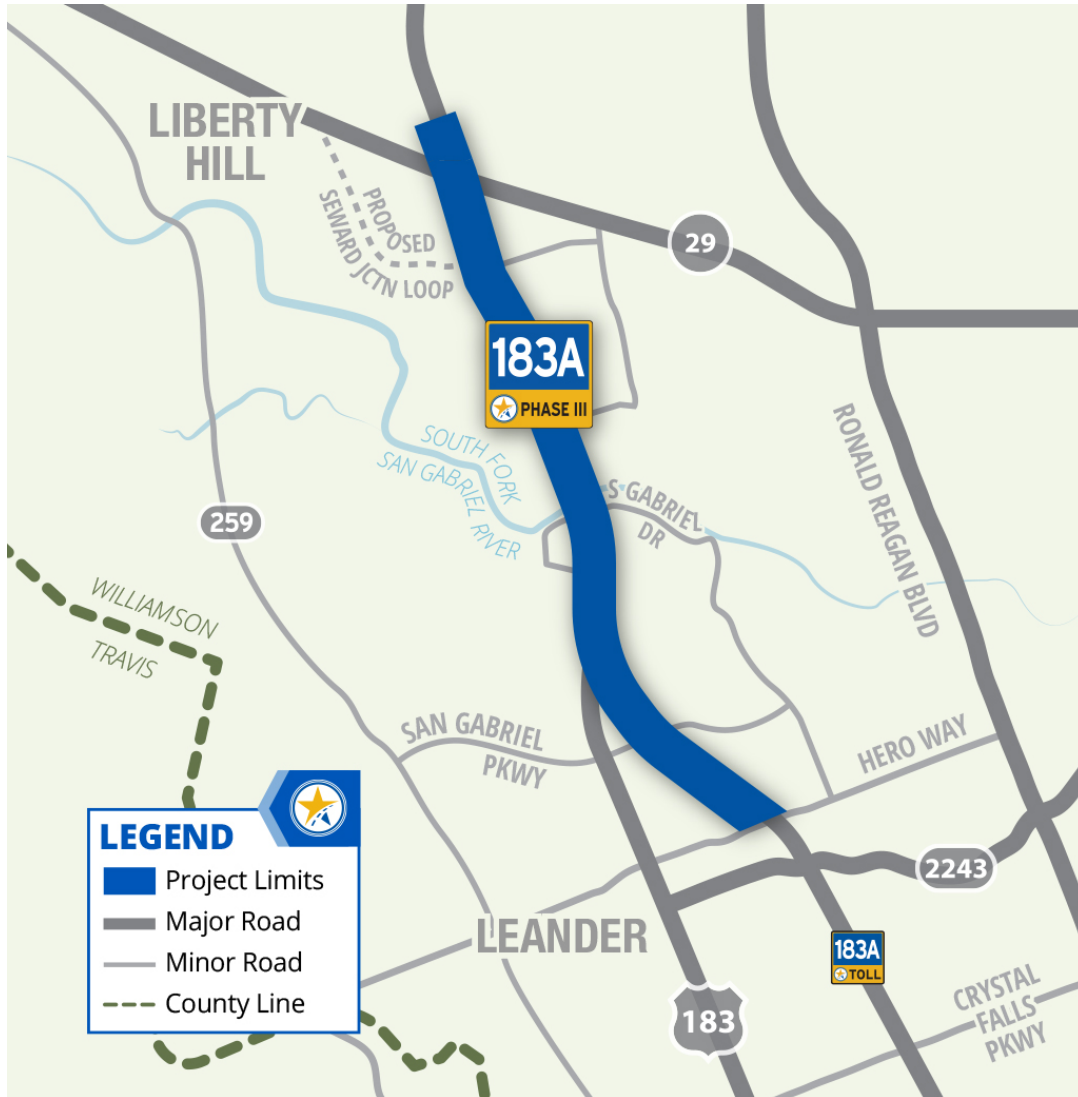 LIBERTY
HILL
PROPOSED
SEWARD JCTN LOOP
29
183A
PHASE III
RONALD REAGAN BLVD
SOUTH FORK
SAN GABRIEL RIVER
S GABRIEL
DR
259
WILLIAMSON
TRAVIS
SAN GABRIEL
PKWY
HERO WAY
LEGEND
Project Limits
Major Road
Minor Road
County Line
2243
LEANDER
183A
TOLL
183
CRYSTAL
FALLS
PKWY